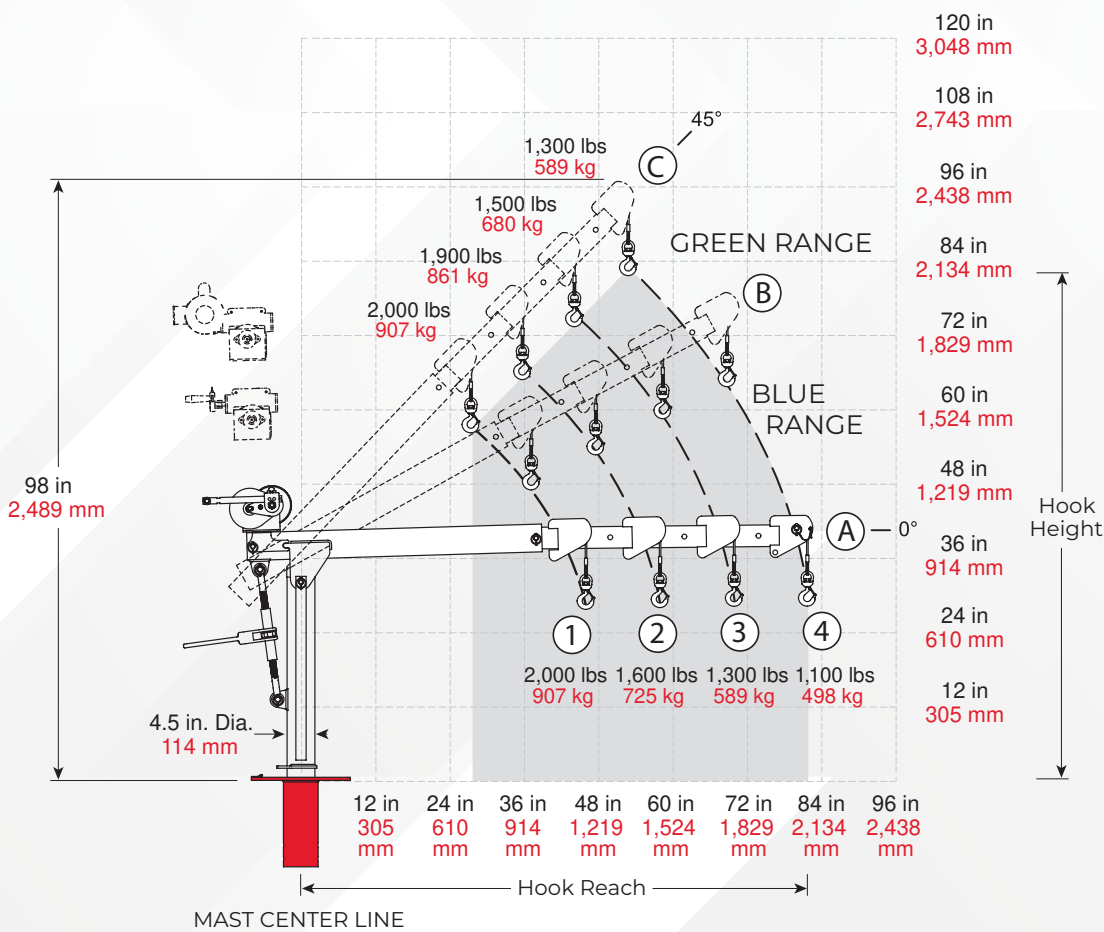 120 in
3,048 mm
108 in
2,743 mm
96 in
2,438 mm
84 in
2,134 mm
72 in
1,829 mm
60 in
1,524 mm
48 in
1,219 mm
36 in
914 mm
24 in
610 mm
12 in
305 mm
Hook
Height
45°
C
1,300 lbs
589 kg
1,500 lbs
680 kg
1,900 lbs
861 kg
2,000 lbs
907 kg
GREEN RANGE
B
BLUE
RANGE
A
0°
98 in
2,489 mm
1
2
3
4
2,000 lbs
907 kg
1,600 lbs
725 kg
1,300 lbs
589 kg
1,100 lbs
498 kg
4.5 in. Dia.
114 mm
12 in
305
mm
24 in
610
mm
36 in
914
mm
48 in
1,219
mm
60 in
1,524
mm
72 in
1,829
mm
84 in
2,134
mm
96 in
2,438
mm
Hook Reach
MAST CENTER LINE